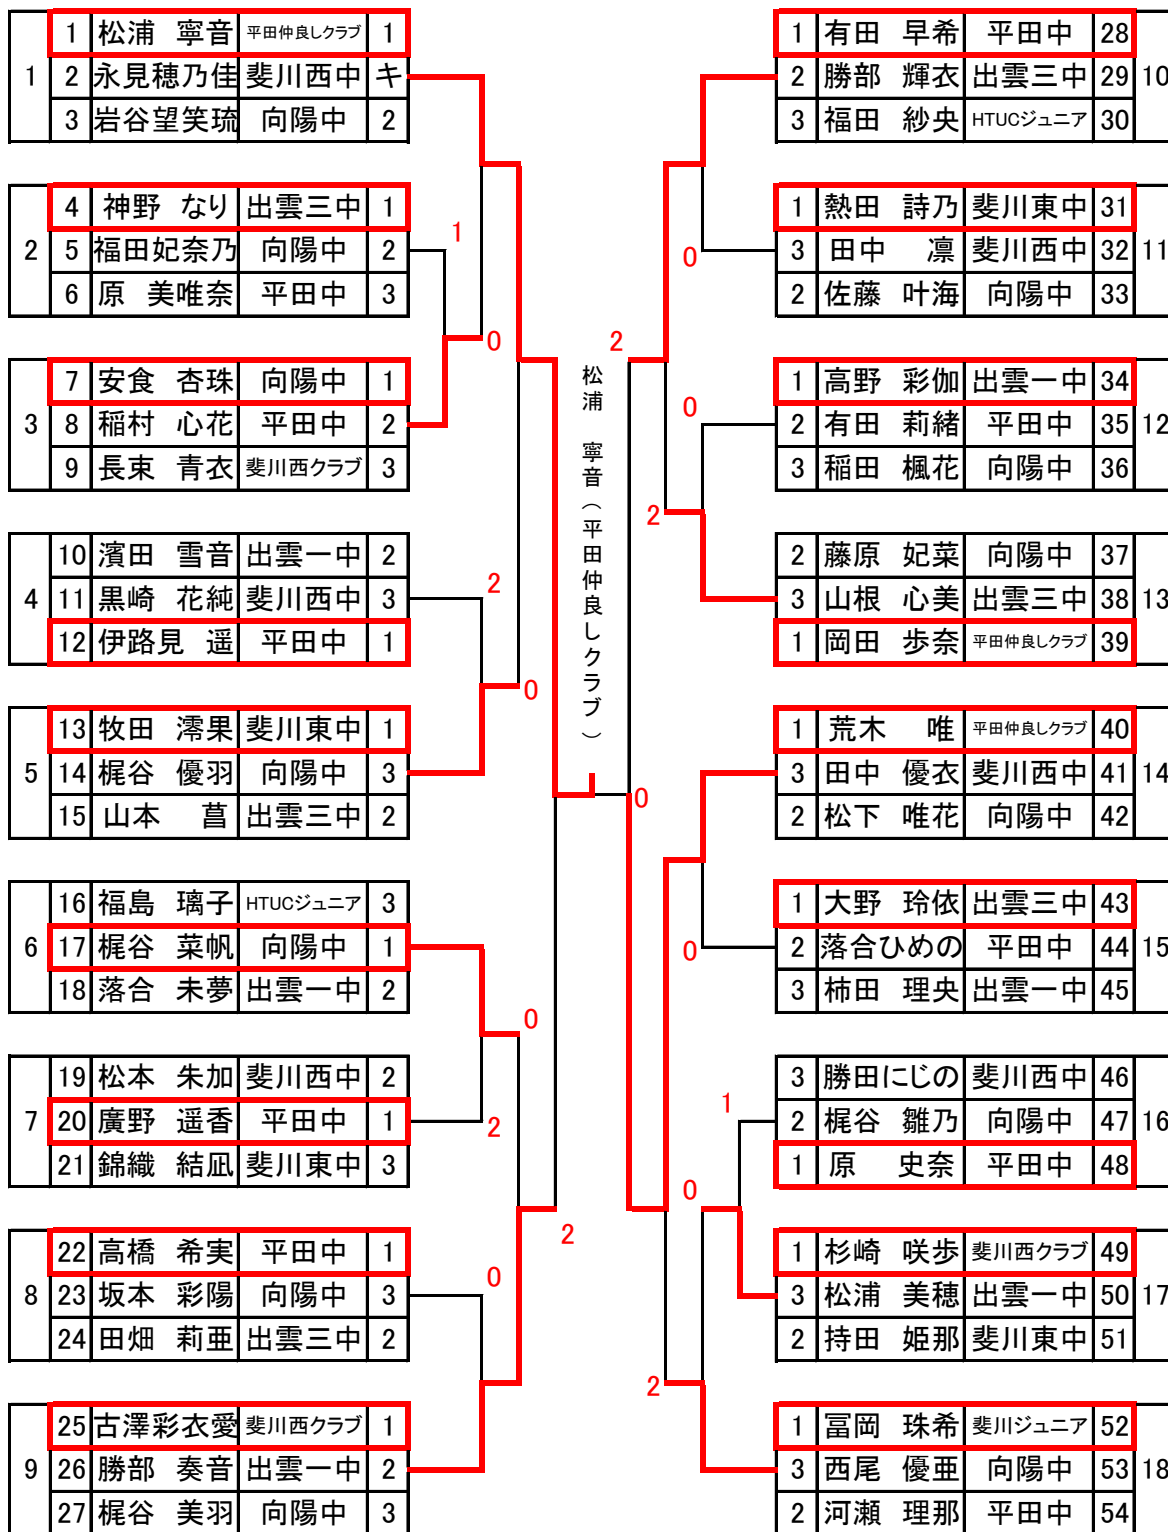 1 松浦 寧音 平田仲良しクラブ 1
1 2 永見穂乃佳 斐川西中 キ
3 岩谷望笑琉 向陽中 2
4 神野 なり 出雲三中 1
2 5 福田妃奈乃 向陽中 2
6 原 美唯奈 平田中 3
7 安食 杏珠 向陽中 1
3 8 稲村 心花 平田中 2
9 長束 青衣 斐川西クラブ 3
10 濱田 雪音 出雲一中 2
4 11 黒崎 花純 斐川西中 3
12 伊路見 遥 平田中 1
13 牧田 澪果 斐川東中 1
5 14 梶谷 優羽 向陽中 3
15 山本 菖 出雲三中 2
16 福島 璃子 HTUCジュニア 3
6 17 梶谷 菜帆 向陽中 1
18 落合 未夢 出雲一中 2
19 松本 朱加 斐川西中 2
7 20 廣野 遥香 平田中 1
21 錦織 結凪 斐川東中 3
22 高橋 希実 平田中 1
8 23 坂本 彩陽 向陽中 3
24 田畑 莉亜 出雲三中 2
25 古澤彩衣愛 斐川西クラブ 1
9 26 勝部 奏音 出雲一中 2
27 梶谷 美羽 向陽中 3
1
0
2
0
0
2
0
2
松浦 寧音（平田仲良しクラブ）
2
0
0
2
0
0
1
0
2
1 有田 早希 平田中 28
2 勝部 輝衣 出雲三中 29 10
3 福田 紗央 HTUCジュニア 30
1 熱田 詩乃 斐川東中 31
3 田中 凛 斐川西中 32 11
2 佐藤 叶海 向陽中 33
1 高野 彩伽 出雲一中 34
2 有田 莉緒 平田中 35 12
3 稲田 楓花 向陽中 36
2 藤原 妃菜 向陽中 37
3 山根 心美 出雲三中 38 13
1 岡田 歩奈 平田仲良しクラブ 39
1 荒木 唯 平田仲良しクラブ 40
3 田中 優衣 斐川西中 41 14
2 松下 唯花 向陽中 42
1 大野 玲依 出雲三中 43
2 落合ひめの 平田中 44 15
3 柿田 理央 出雲一中 45
3 勝田にじの 斐川西中 46
2 梶谷 雛乃 向陽中 47 16
1 原 史奈 平田中 48
1 杉崎 咲歩 斐川西クラブ 49
3 松浦 美穂 出雲一中 50 17
2 持田 姫那 斐川東中 51
1 冨岡 珠希 斐川ジュニア 52
3 西尾 優亜 向陽中 53 18
2 河瀬 理那 平田中 54